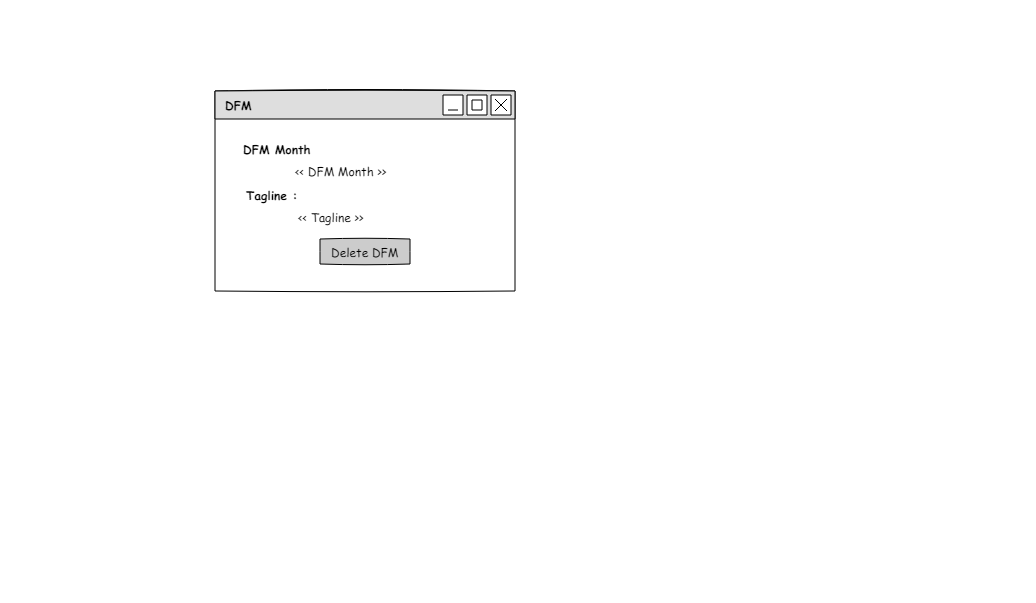 DFM
DFM Month
<< DFM Month >>
Tagline :
<< Tagline >>
Delete DFM